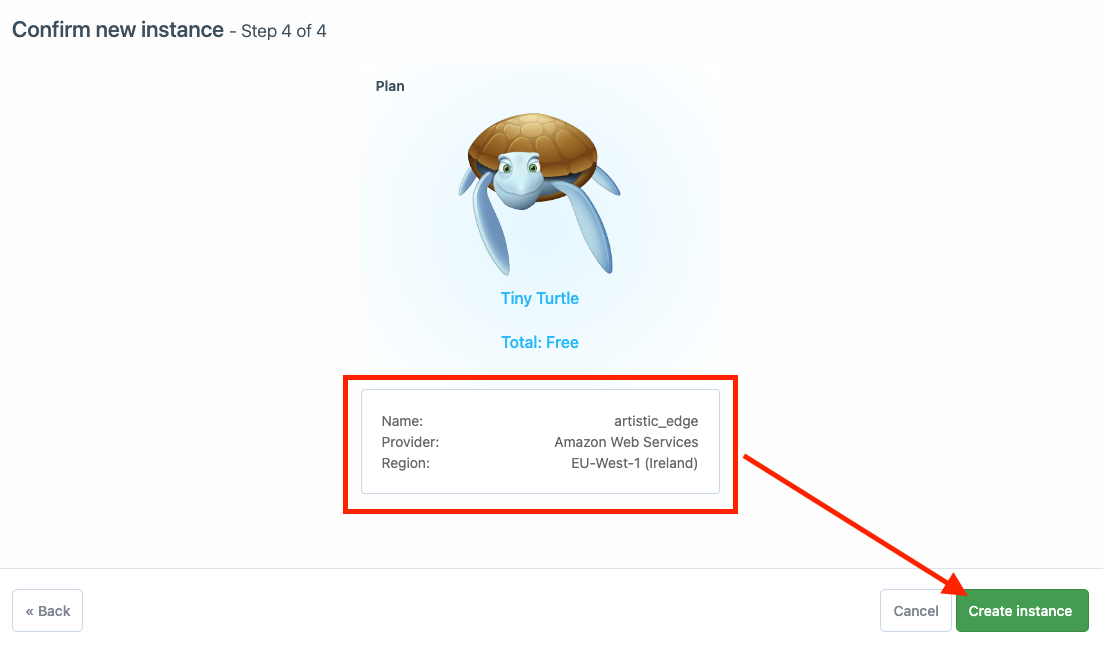 Confirm new instance - Step 4 of 4
Plan
Tiny Turtle
Total: Free
Name: artistic_edge
Provider: Amazon Web Services
Region: EU-West-1 (Ireland)
« Back Cancel Create instance